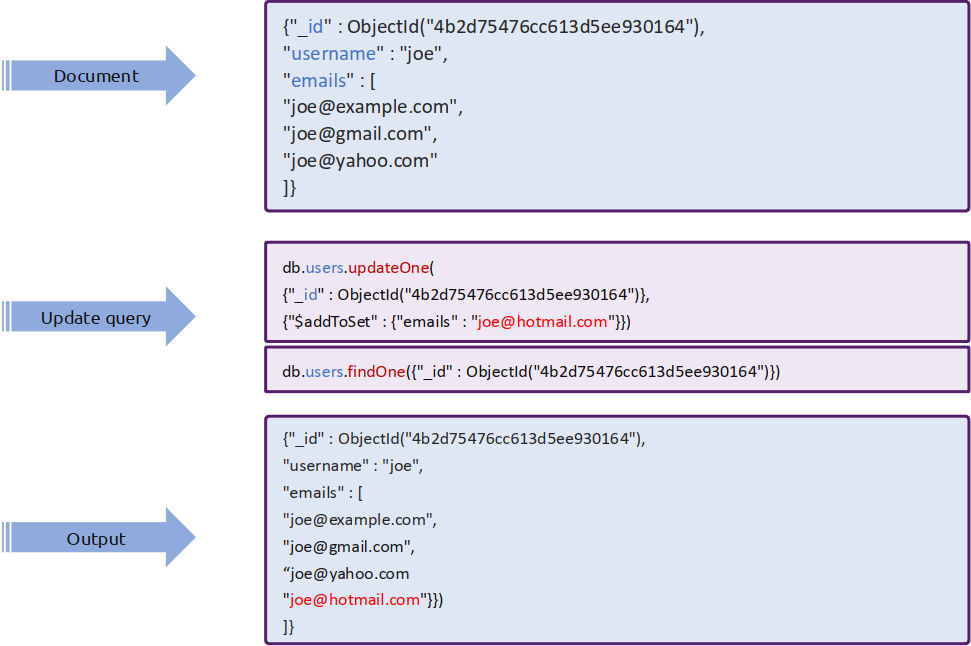 Document
{"_id" : ObjectId("4b2d75476cc613d5ee930164"),
"username" : "joe",
"emails" : [
"joe@example.com",
"joe@gmail.com",
"joe@yahoo.com"
]}
Update query
db.users.updateOne(
{"_id" : ObjectId("4b2d75476cc613d5ee930164")},
{"$addToSet" : {"emails" : "joe@hotmail.com"}})
db.users.findOne({"_id" : ObjectId("4b2d75476cc613d5ee930164")})
Output
{"_id" : ObjectId("4b2d75476cc613d5ee930164"),
"username" : "joe",
"emails" : [
"joe@example.com",
"joe@gmail.com",
“joe@yahoo.com
"joe@hotmail.com"}})
]}